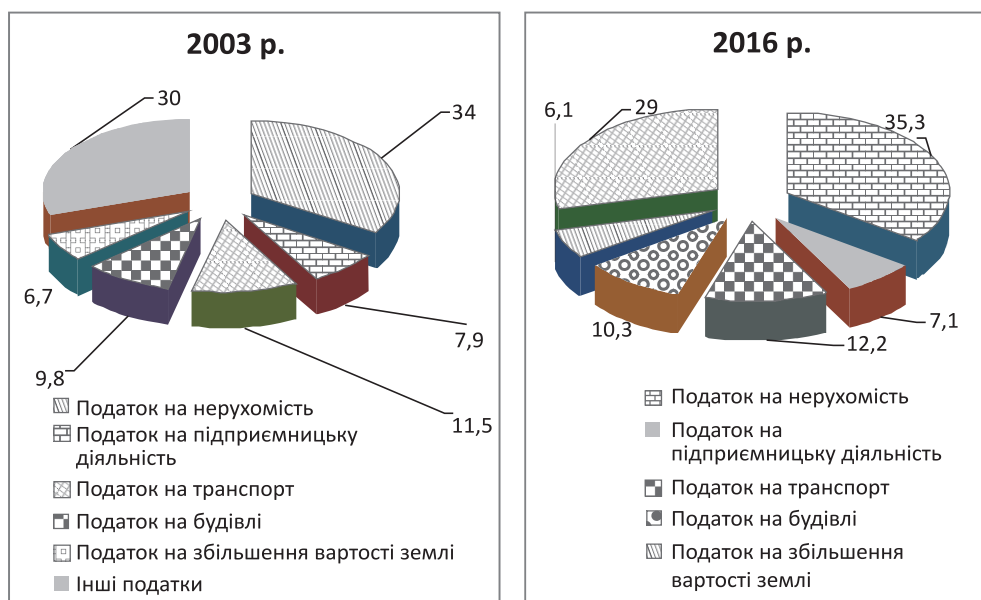 2003 р.
30
34
6,7
7,9
9,8
11,5
Податок на нерухомість
Податок на підприємницьку
діяльність
Податок на транспорт
Податок на будівлі
Податок на збільшення вартості землі
Інші податки
2016 р.
6,1
29
35,3
10,3
7,1
12,2
Податок на нерухомість
Податок на
підприємницьку діяльність
Податок на транспорт
Податок на будівлі
Податок на збільшення
вартості землі